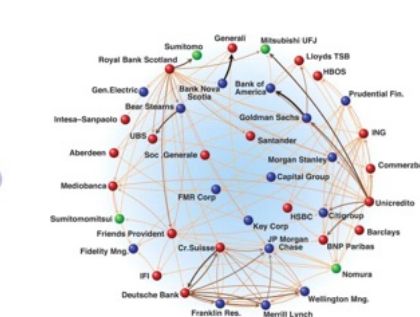 Generali
Sumitomo
Mitsubishi UFJ
Royal Bank Scotland
Lloyds TSB
HBOS
Gen.Electric
Bank Nova
Scotia
Bank of
America
Prudential Fin.
Bear Stearns
Goldman Sachs
Intesa-Sanpaolo
UBS
Santander
ING
Aberdeen
Soc Generale
Morgan Stanley
Commerzba
Mediobanca
Capital Group
FMR Corp
Unicredito
Sumitomomitsui
HSBC
Citigroup
Key Corp
Friends Provident
Barclays
Fidelity Mng.
Cr.Suisse
JP Morgan
Chase
BNP Paribas
IFI
Nomura
Deutsche Bank
Wellington Mng.
Franklin Res.
Merrill Lynch